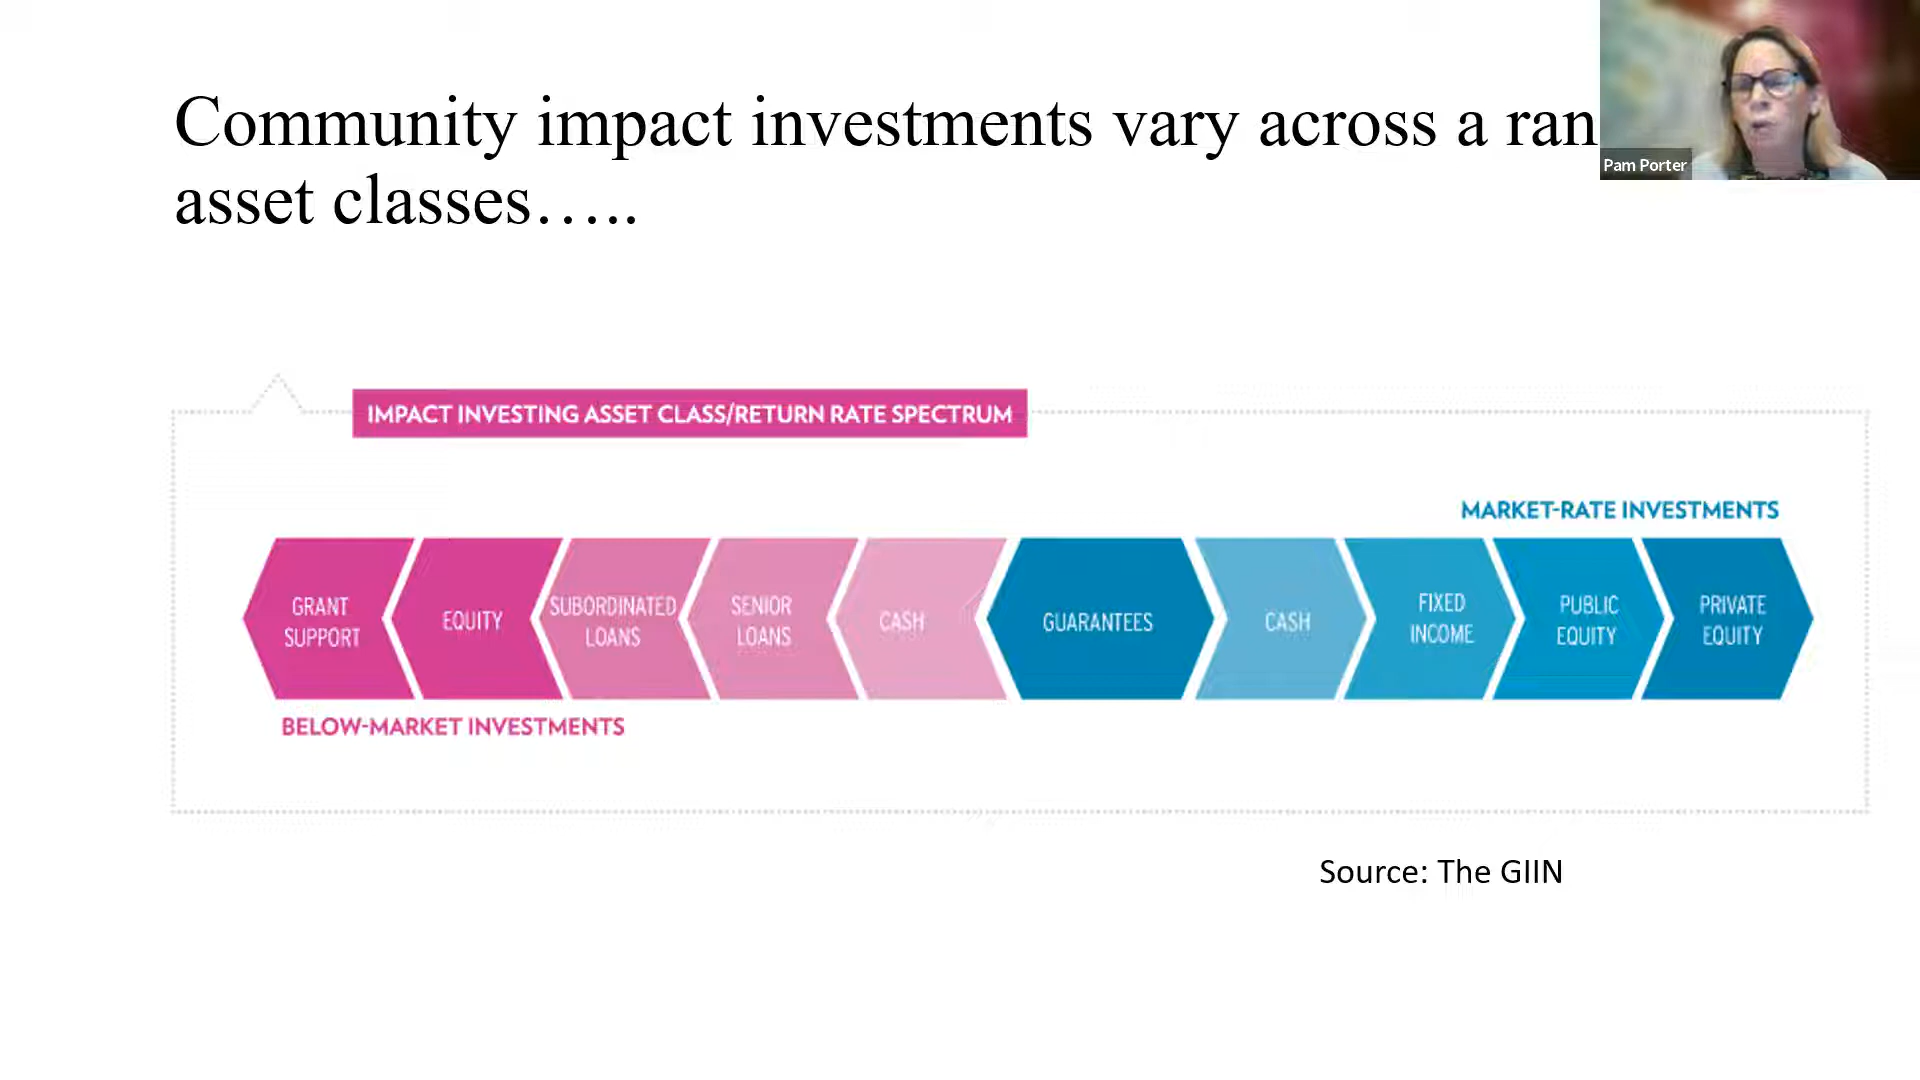 Community impact investments vary across a ran
asset classes…..
Pam Porter
IMPACT INVESTING ASSET CLASS/RETURN RATE SPECTRUM
MARKET-RATE INVESTMENTS
GRANT
SUPPORT
EQUITY
SUBORDINATED
LOANS
SENIOR
LOANS
CASH
GUARANTEES
CASH
FIXED
INCOME
PUBLIC
EQUITY
PRIVATE
EQUITY
BELOW-MARKET INVESTMENTS
Source: The GIIN